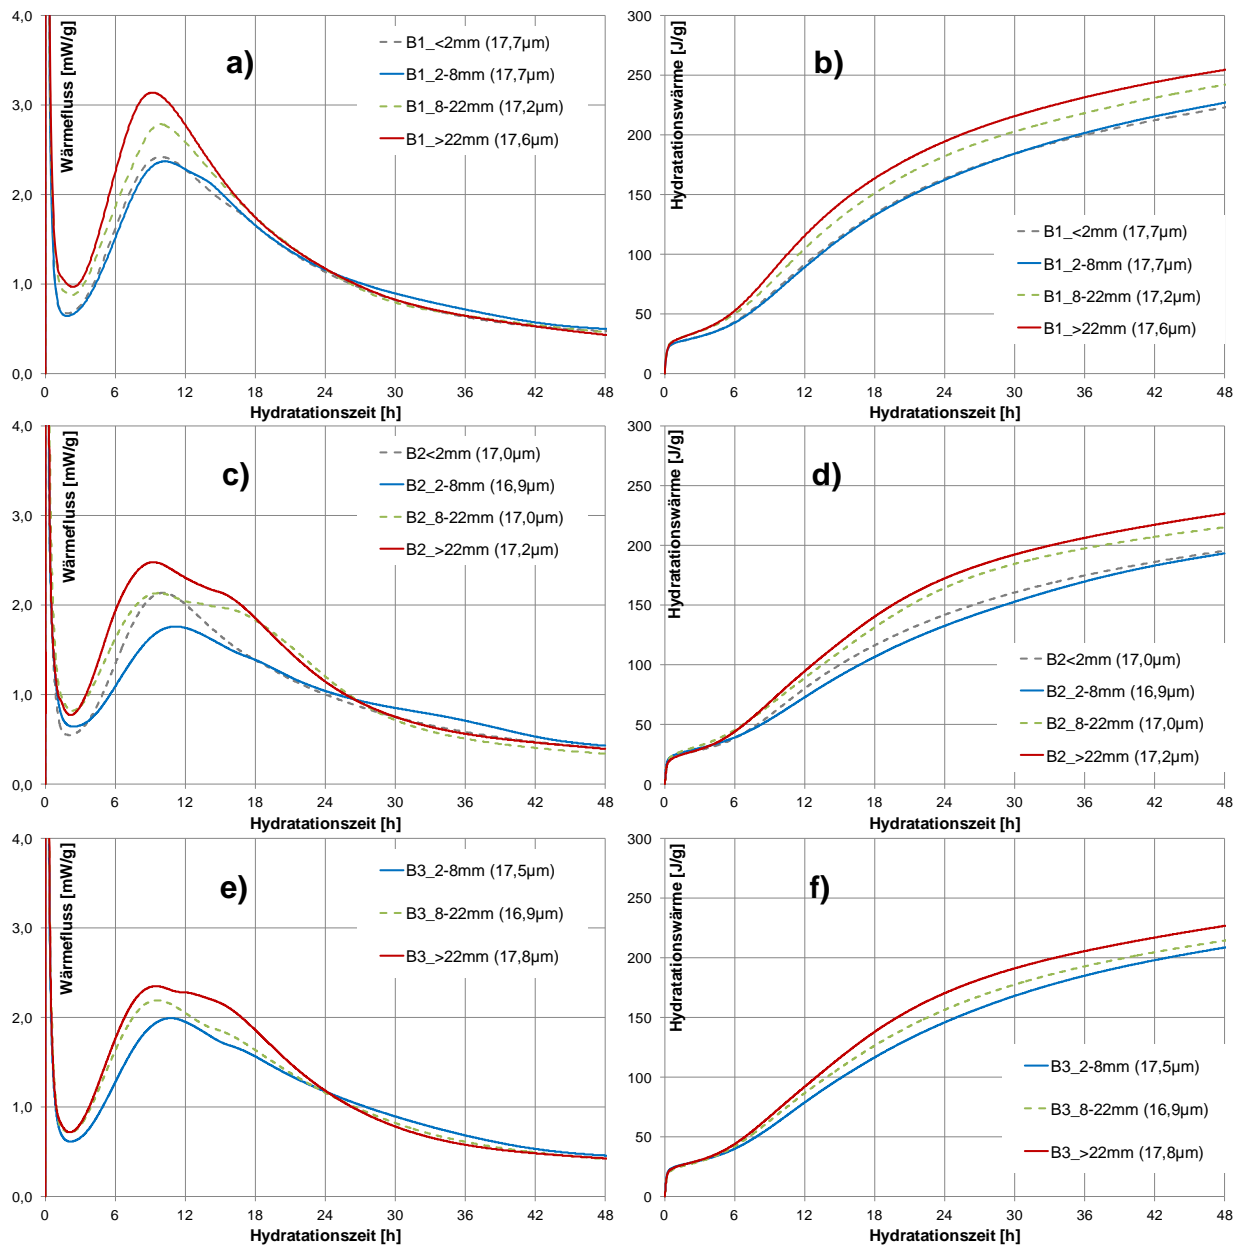 4,0
3,0
2,0
1,0
0,0
Wärmefluss [mW/g]
a)
B1_<2mm (17,7µm)
B1_2-8mm (17,7µm)
B1_8-22mm (17,2µm)
B1_>22mm (17,6µm)
0 6 12 18 24 30 36 42 48
Hydratationszeit [h]
300
250
200
150
100
50
0
Hydratationswärme [J/g]
b)
B1_<2mm (17,7µm)
B1_2-8mm (17,7µm)
B1_8-22mm (17,2µm)
B1_>22mm (17,6µm)
0 6 12 18 24 30 36 42 48
Hydratationszeit [h]
4,0
3,0
2,0
1,0
0,0
Wärmefluss [mW/g]
c)
B2<2mm (17,0µm)
B2_2-8mm (16,9µm)
B2_8-22mm (17,0µm)
B2_>22mm (17,2µm)
0 6 12 18 24 30 36 42 48
Hydratationszeit [h]
300
250
200
150
100
50
0
Hydratationswärme [J/g]
d)
B2<2mm (17,0µm)
B2_2-8mm (16,9µm)
B2_8-22mm (17,0µm)
B2_>22mm (17,2µm)
0 6 12 18 24 30 36 42 48
Hydratationszeit [h]
4,0
3,0
2,0
1,0
0,0
Wärmefluss [mW/g]
e)
B3_2-8mm (17,5µm)
B3_8-22mm (16,9µm)
B3_>22mm (17,8µm)
0 6 12 18 24 30 36 42 48
Hydratationszeit [h]
300
250
200
150
100
50
0
Hydratationswärme [J/g]
f)
B3_2-8mm (17,5µm)
B3_8-22mm (16,9µm)
B3_>22mm (17,8µm)
0 6 12 18 24 30 36 42 48
Hydratationszeit [h]